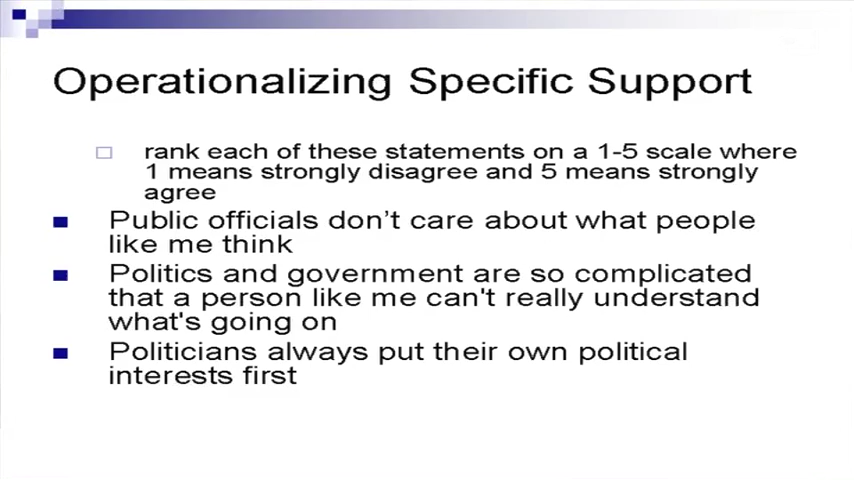 Operationalizing Specific Support
rank each of these statements on a 1-5 scale where
1 means strongly disagree and 5 means strongly
agree
Public officials don’t care about what people
like me think
Politics and government are so complicated
that a person like me can't really understand
what's going on
Politicians always put their own political
interests first